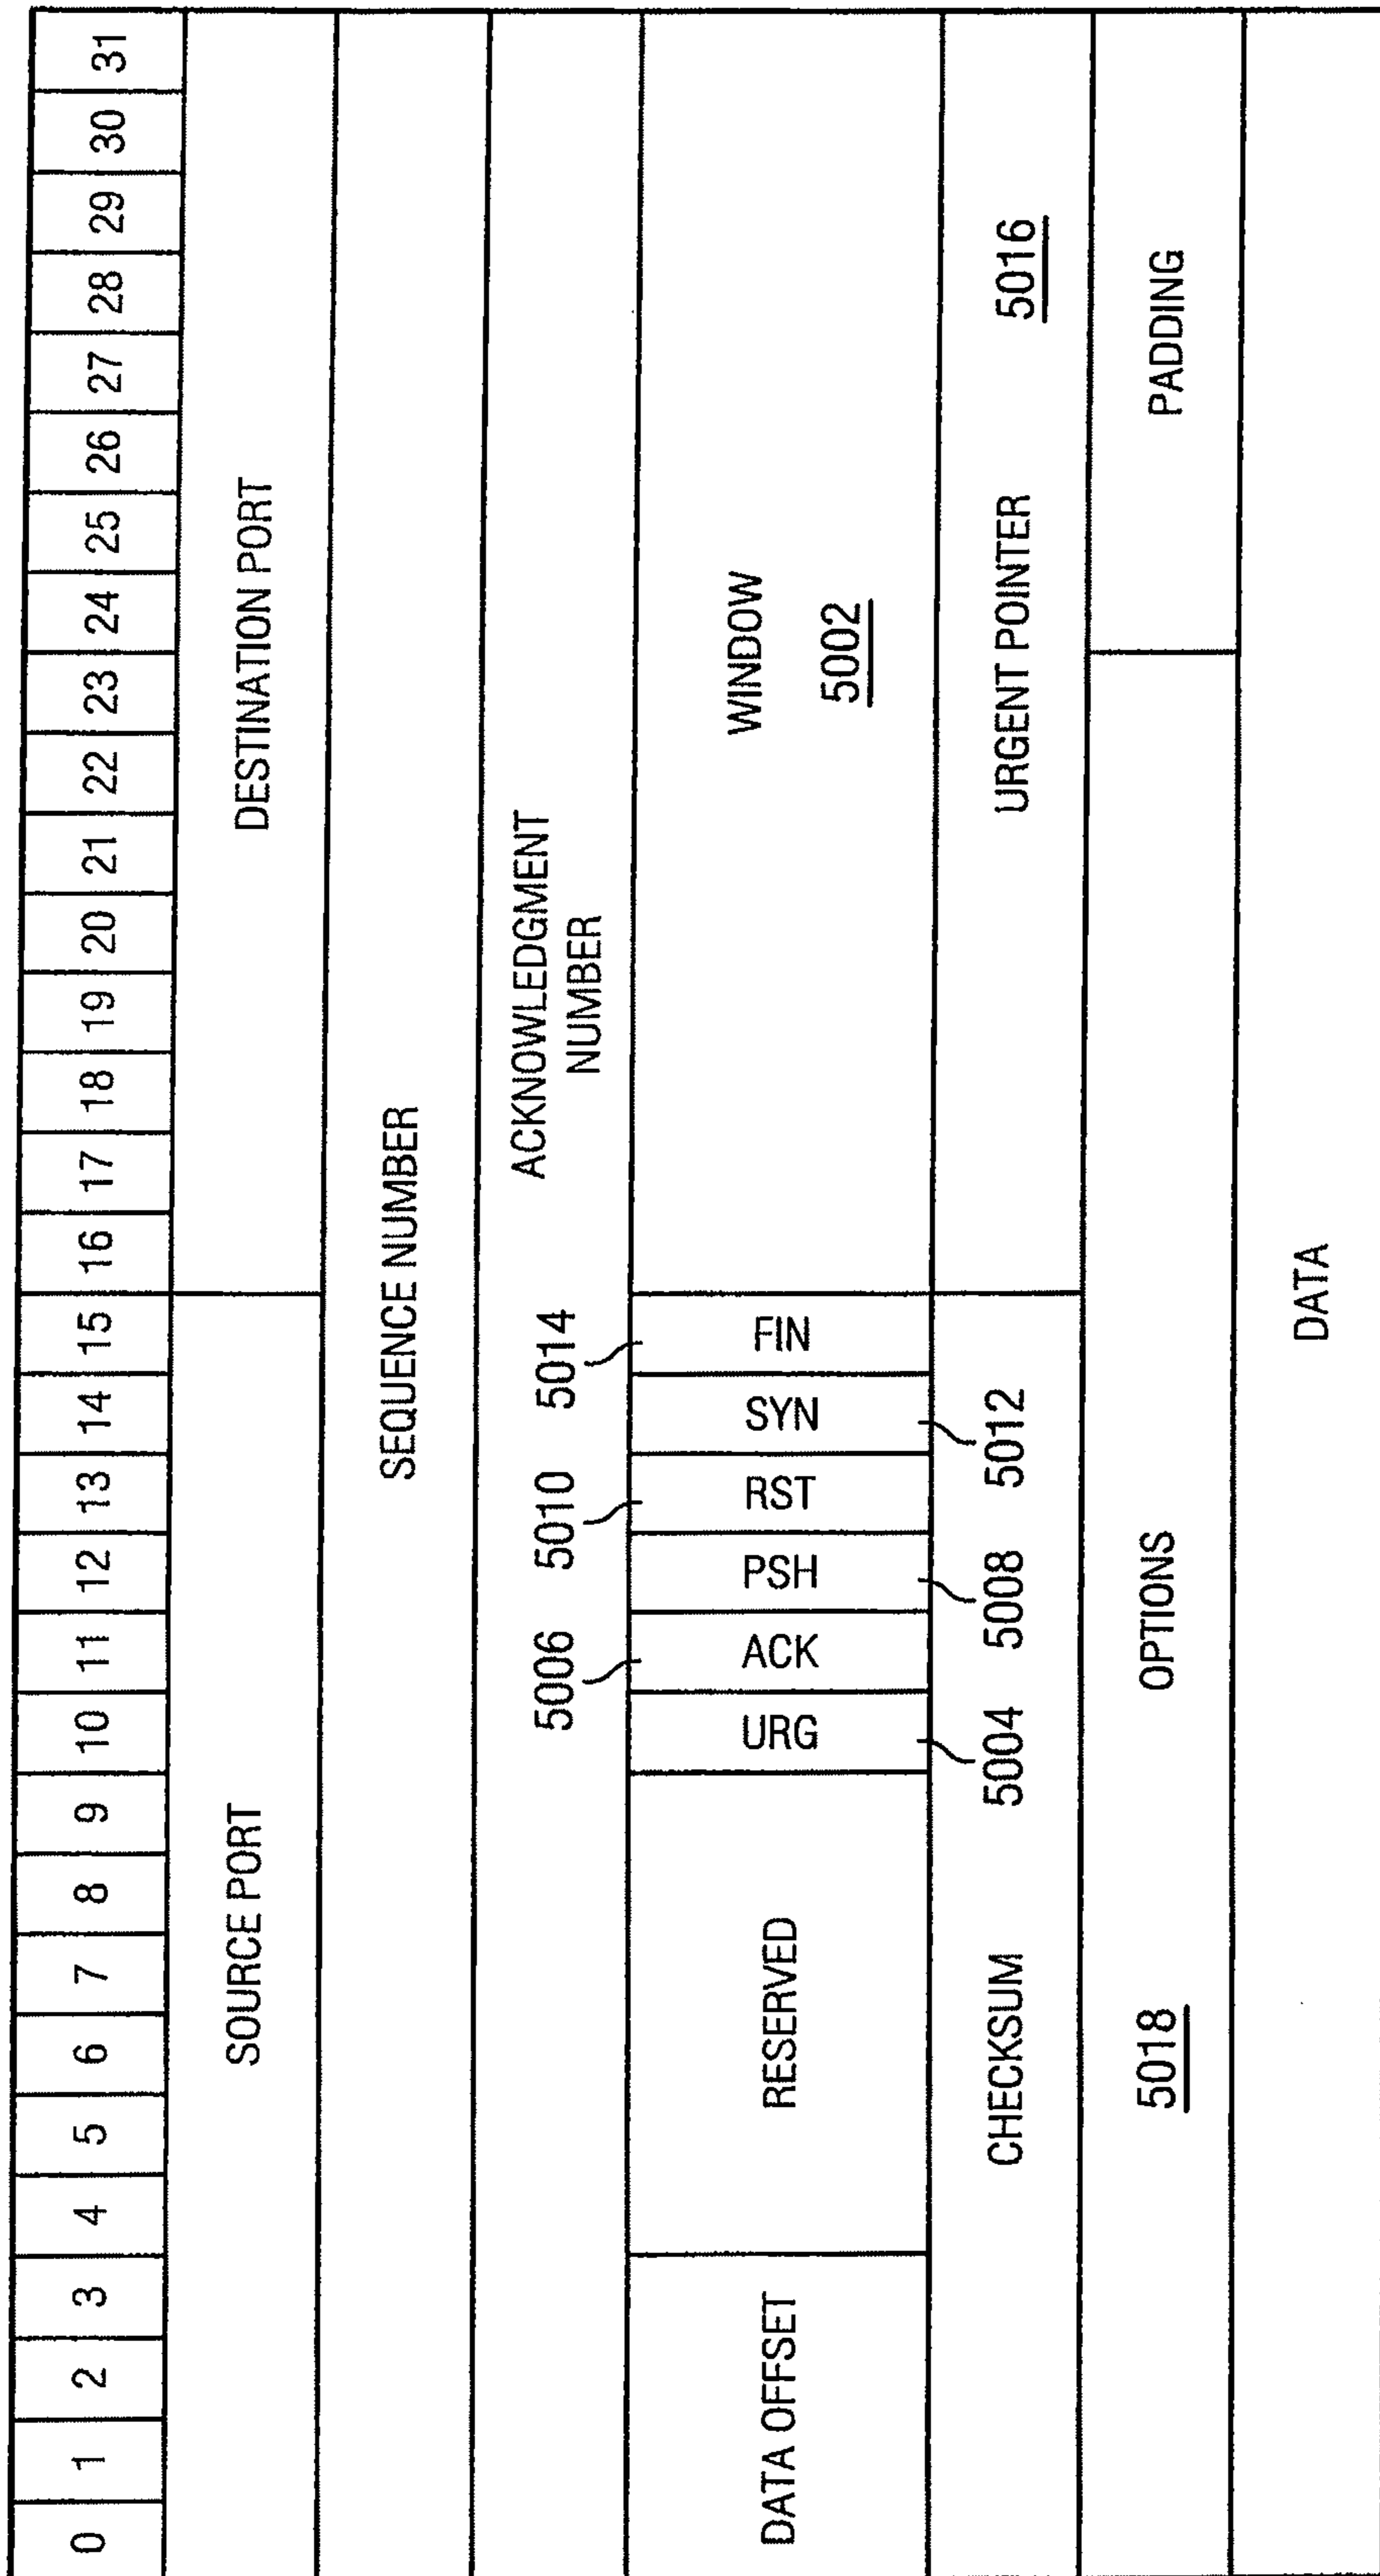 0 1 2 3 4 5 6 7 8 9 10 11 12 13 14 15 16 17 18 19 20 21 22 23 24 25 26 27 28 29 30 31
SOURCE PORT DESTINATION PORT
SEQUENCE NUMBER
ACKNOWLEDGMENT
NUMBER
5006 5010 5014
DATA OFFSET RESERVED URG ACK PSH RST SYN FIN WINDOW
5002
CHECKSUM 5004 5008 5012 URGENT POINTER 5016
5018 OPTIONS PADDING
DATA